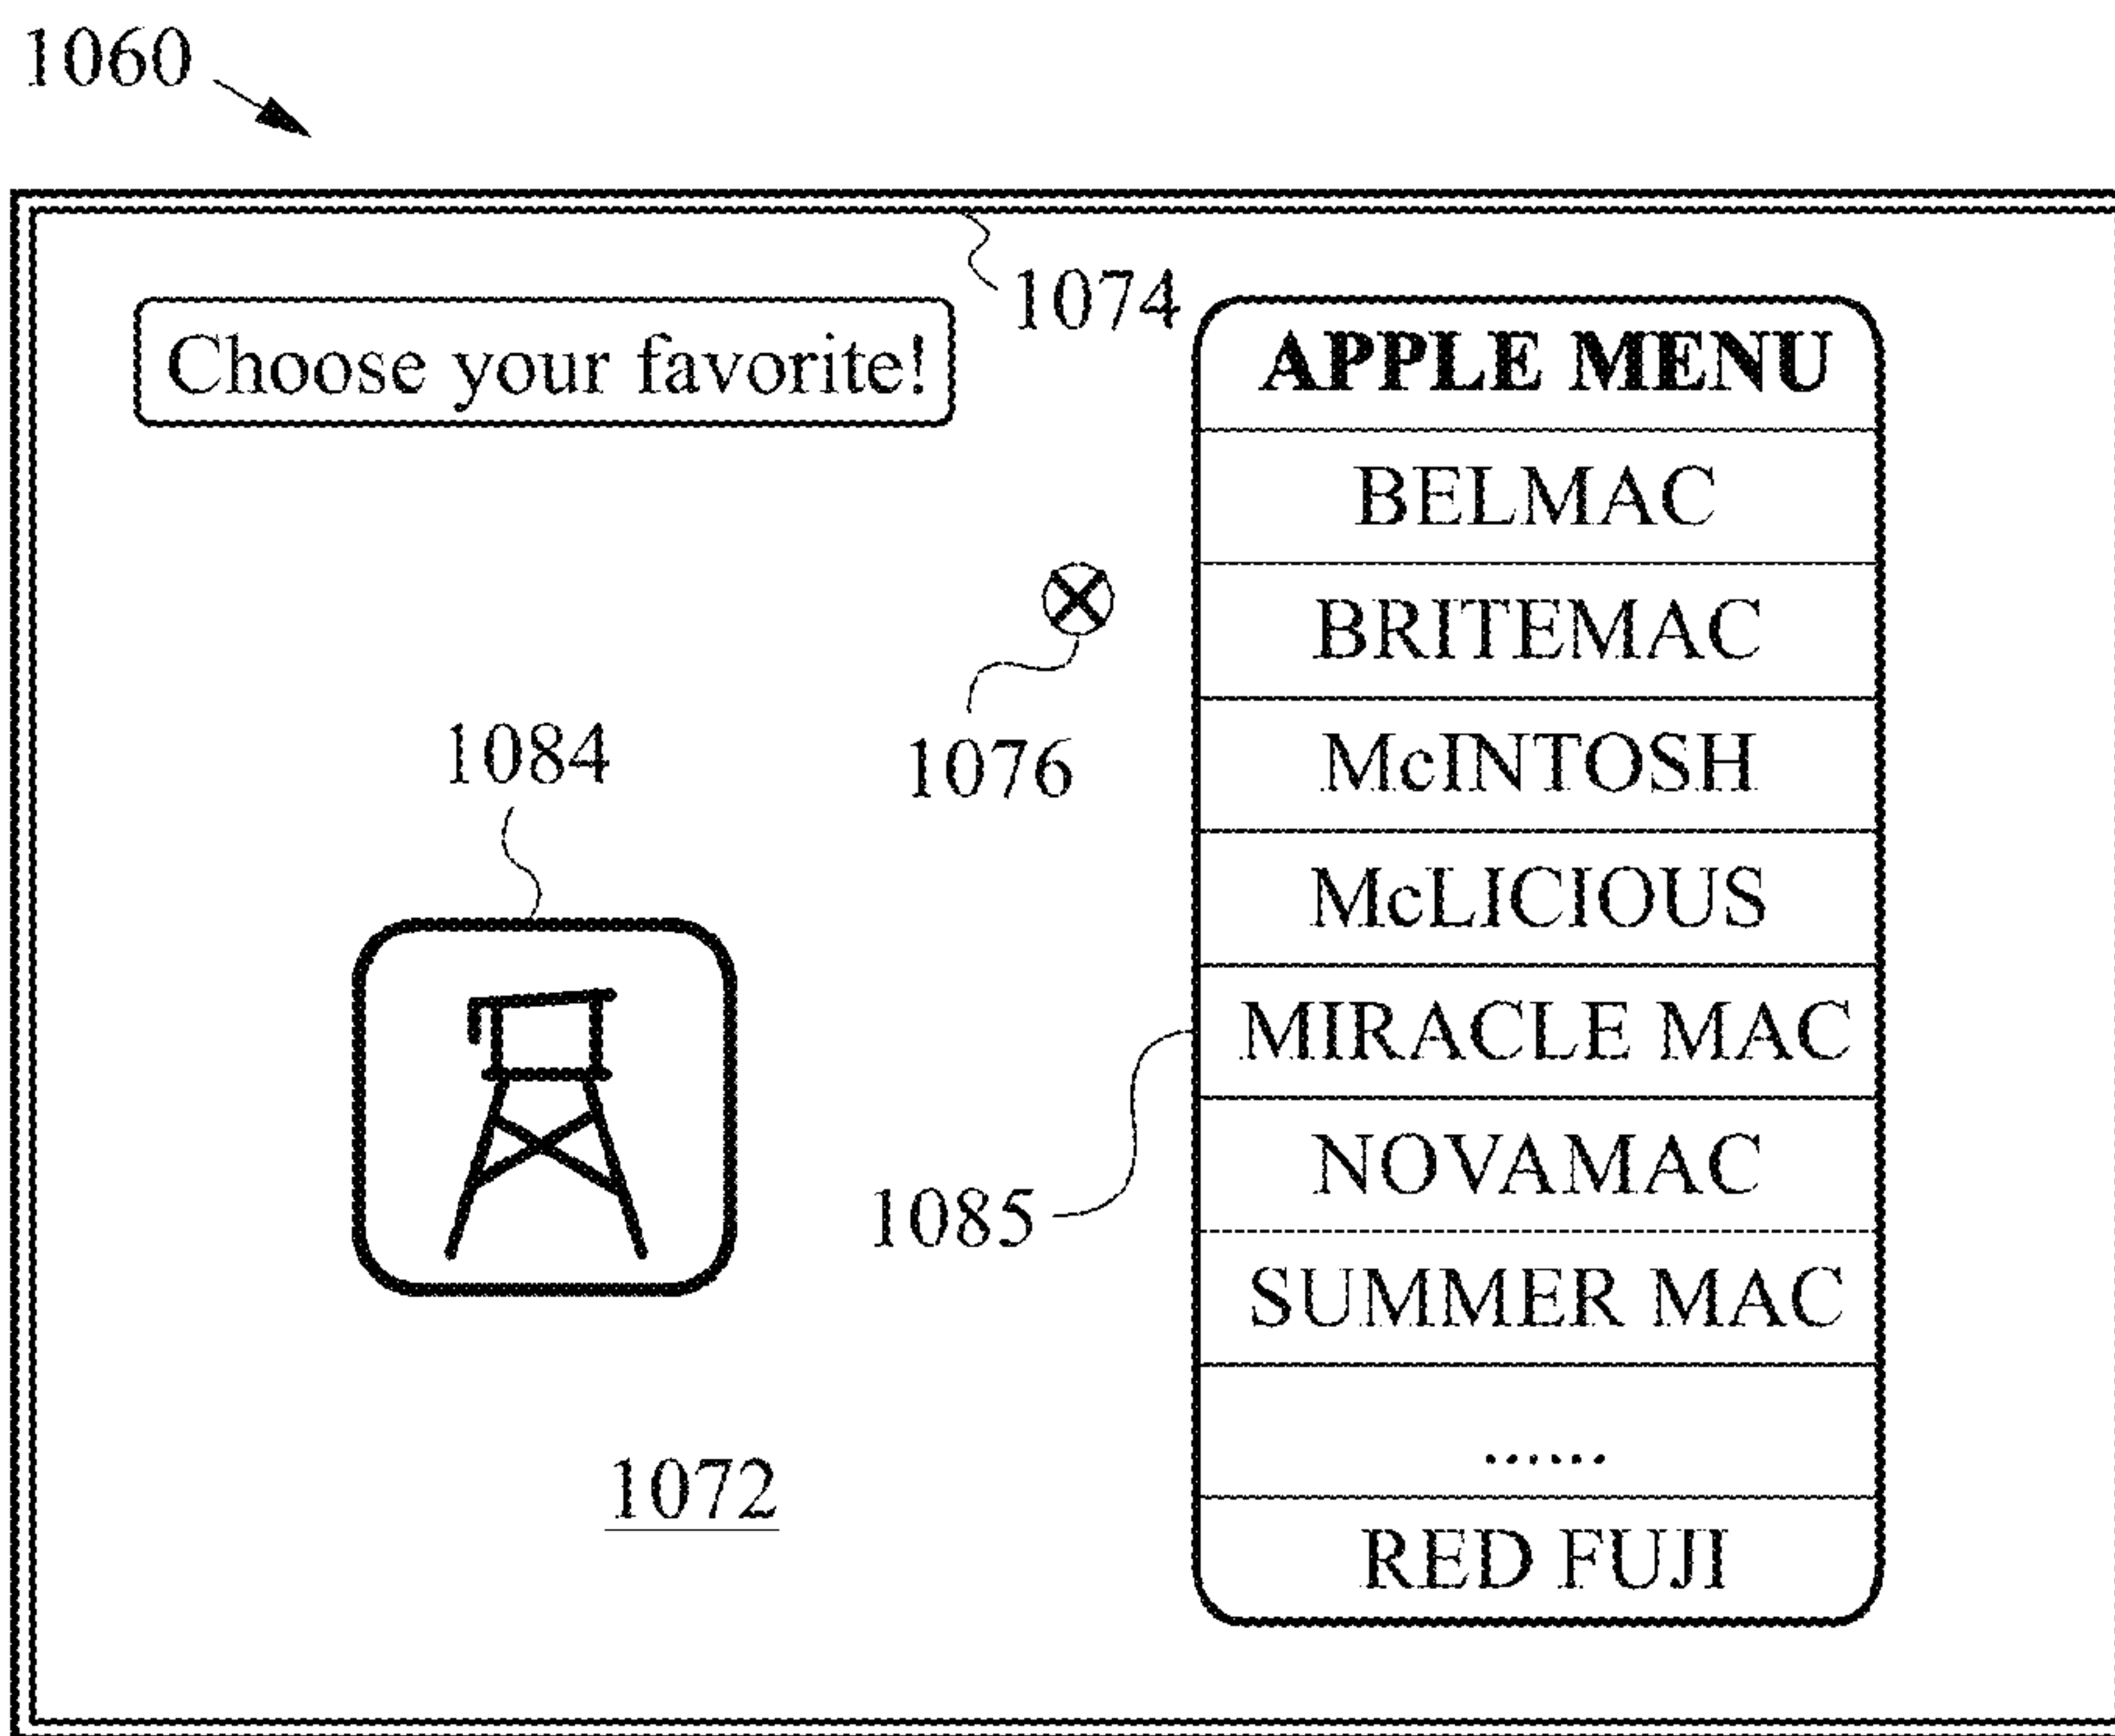 1060
1074
Choose your favorite!
APPLE MENU
BELMAC
BRITEMAC
1076
McINTOSH
1084
McLICIOUS
MIRACLE MAC
1085
NOVAMAC
SUMMER MAC
......
1072
RED FUJI